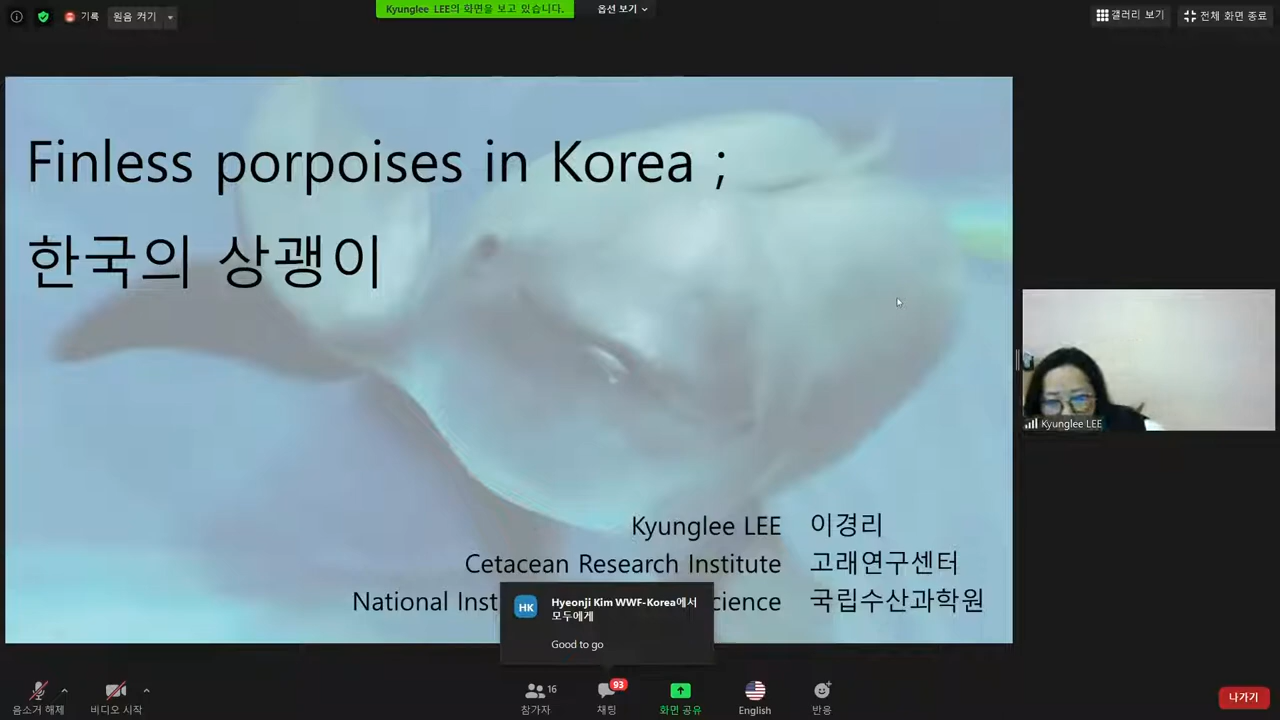 기록
원음 켜기
Kyunglee LEE의 화면을 보고 있습니다.
옵션 보기
갤러리 보기
전체 화면 종료
Finless porpoises in Korea ;
한국의 상괭이
Kyunglee LEE 이경리
Cetacean Research Institute 고래연구센터
National Inst cience 국립수산과학원
HK
Hyeonji Kim WWF-Korea에서
모두에게
Good to go
Kyunglee LEE
음소거 해제
비디오 시작
16
참가자
93
채팅
화면 공유
English
반응
나가기